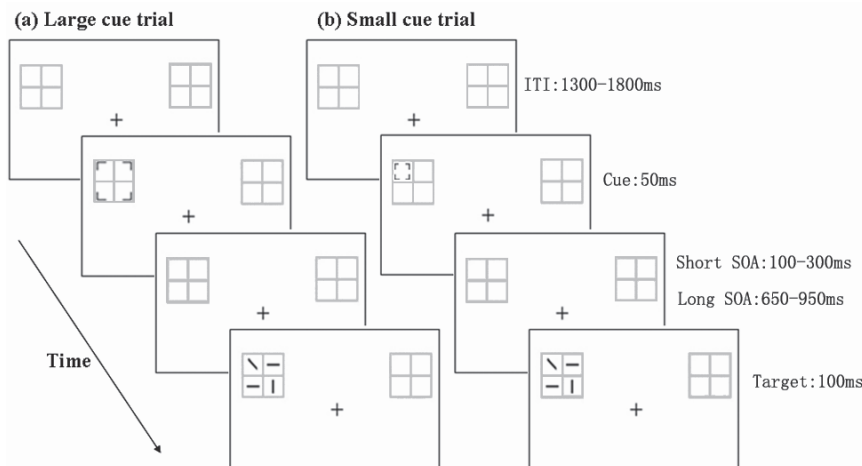 (a) Large cue trial
(b) Small cue trial
ITI:1300-1800ms
Cue:50ms
Short SOA:100-300ms
Long SOA:650-950ms
Time
Target:100ms